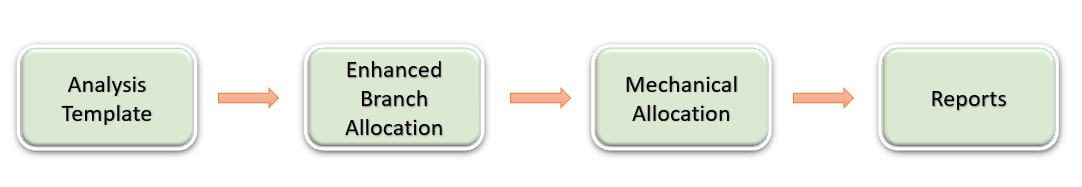 Analysis
Template
Enhanced
Branch
Allocation
Mechanical
Allocation
Reports